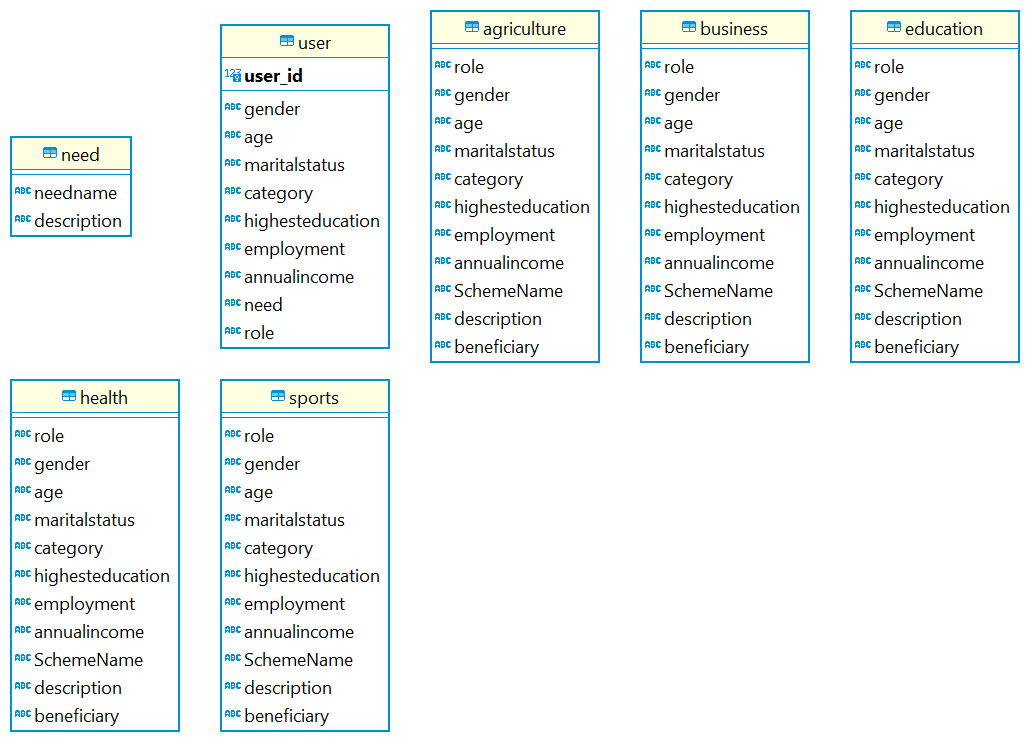 need
needname
description
user
123 user_id
ABC gender
ABC age
ABC maritalstatus
ABC category
ABC highesteducation
ABC employment
ABC annualincome
ABC need
ABC role
agriculture
ABC role
ABC gender
ABC age
ABC maritalstatus
ABC category
ABC highesteducation
ABC employment
ABC annualincome
ABC SchemeName
ABC description
ABC beneficiary
business
ABC role
ABC gender
ABC age
ABC maritalstatus
ABC category
ABC highesteducation
ABC employment
ABC annualincome
ABC SchemeName
ABC description
ABC beneficiary
education
ABC role
ABC gender
ABC age
ABC maritalstatus
ABC category
ABC highesteducation
ABC employment
ABC annualincome
ABC SchemeName
ABC description
ABC beneficiary
health
ABC role
ABC gender
ABC age
ABC maritalstatus
ABC category
ABC highesteducation
ABC employment
ABC annualincome
ABC SchemeName
ABC description
ABC beneficiary
sports
ABC role
ABC gender
ABC age
ABC maritalstatus
ABC category
ABC highesteducation
ABC employment
ABC annualincome
ABC SchemeName
ABC description
ABC beneficiary